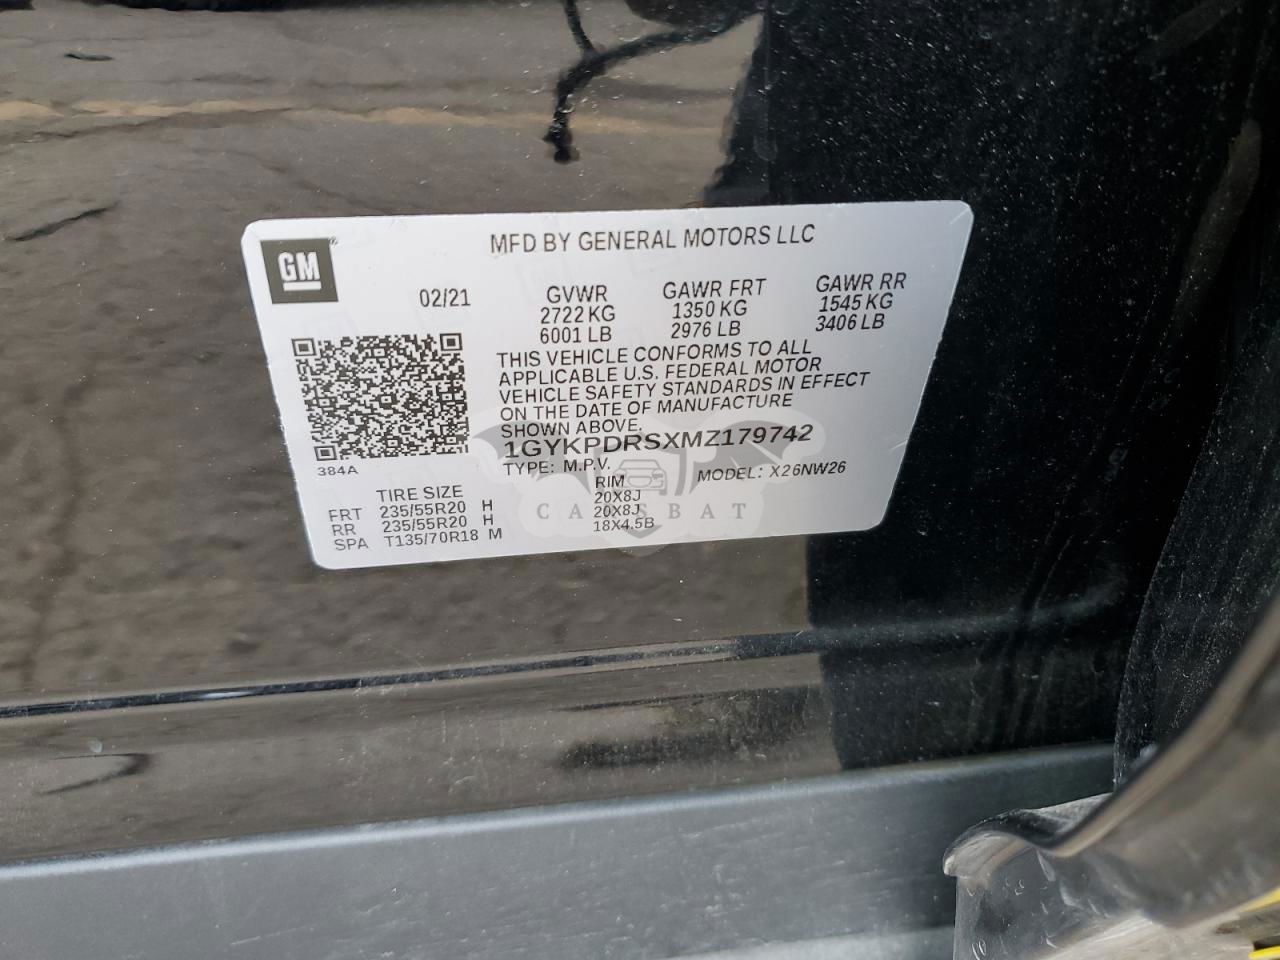 GM
MFD BY GENERAL MOTORS LLC
02/21
GVWR GAWR FRT GAWR RR
2722 KG 1350 KG 1545 KG
6001 LB 2976 LB 3406 LB
THIS VEHICLE CONFORMS TO ALL
APPLICABLE U.S. FEDERAL MOTOR
VEHICLE SAFETY STANDARDS IN EFFECT
ON THE DATE OF MANUFACTURE
SHOWN ABOVE.
1GYKPDRSXMZ179742
384A
TYPE: M.P.V. MODEL: X26NW26
TIRE SIZE RIM
FRT 235/55R20 H 20X8J
RR 235/55R20 H 20X8J
SPA T135/70R18 M 18X4.5B
CARSBAT